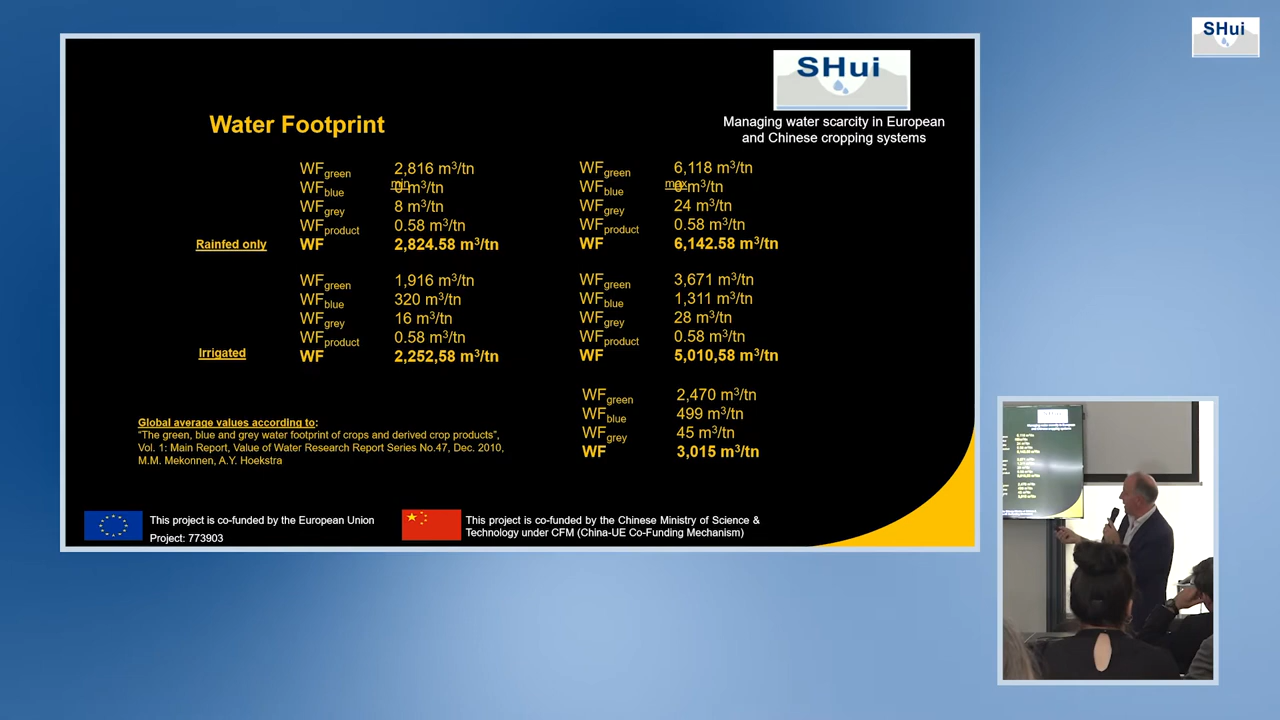 SHui
SHui
Managing water scarcity in European
and Chinese cropping systems
Water Footprint
min
max
Rainfed only
WFgreen 2,816 m³/tn
WFblue 0 m³/tn
WFgrey 8 m³/tn
WFproduct 0.58 m³/tn
WF 2,824.58 m³/tn
WFgreen 6,118 m³/tn
WFblue 0 m³/tn
WFgrey 24 m³/tn
WFproduct 0.58 m³/tn
WF 6,142.58 m³/tn
Irrigated
WFgreen 1,916 m³/tn
WFblue 320 m³/tn
WFgrey 16 m³/tn
WFproduct 0.58 m³/tn
WF 2,252,58 m³/tn
WFgreen 3,671 m³/tn
WFblue 1,311 m³/tn
WFgrey 28 m³/tn
WFproduct 0.58 m³/tn
WF 5,010,58 m³/tn
Global average values according to:
"The green, blue and grey water footprint of crops and derived crop products",
Vol. 1: Main Report, Value of Water Research Report Series No.47, Dec. 2010,
M.M. Mekonnen, A.Y. Hoekstra
WFgreen 2,470 m³/tn
WFblue 499 m³/tn
WFgrey 45 m³/tn
WF 3,015 m³/tn
This project is co-funded by the European Union
Project: 773903
This project is co-funded by the Chinese Ministry of Science &
Technology under CFM (China-UE Co-Funding Mechanism)